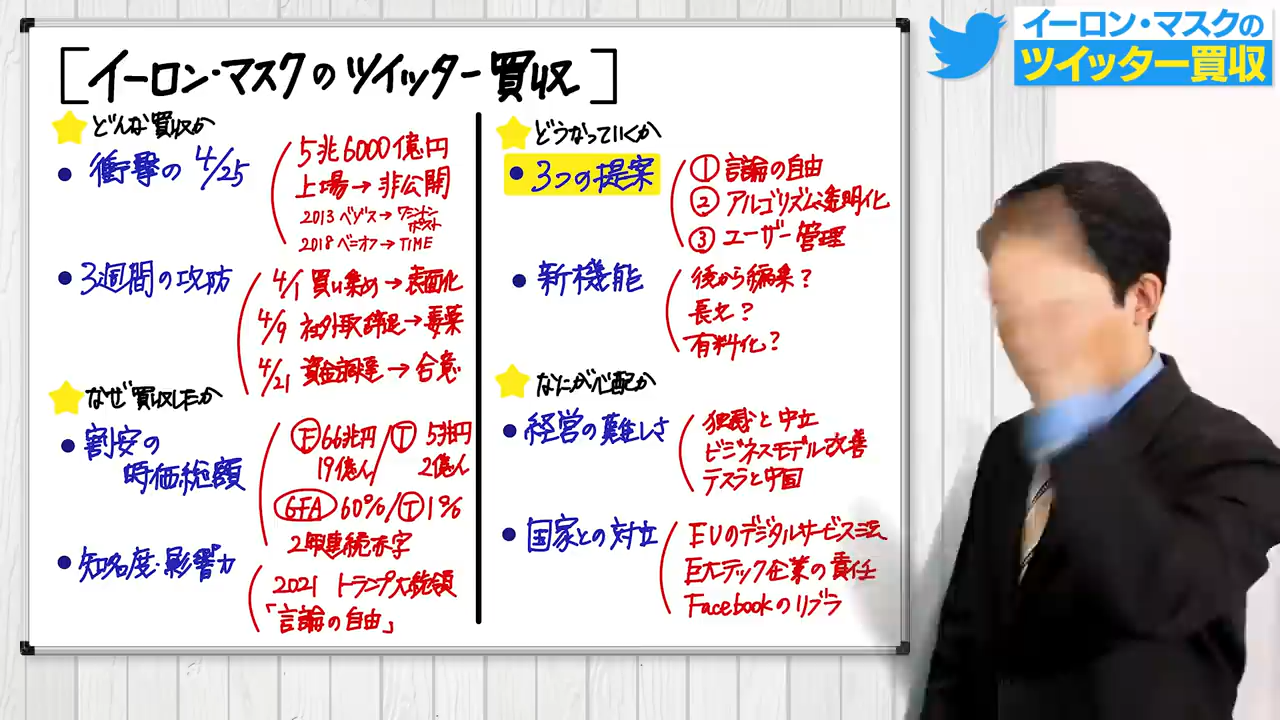 イーロン・マスクの
ツイッター買収
[イーロン・マスクのツイッター買収]
どんな買収か
・衝撃の4/25
5兆6000億円
上場→非公開
2013 ベゾス→ワシントンポスト
2018 ベニオフ→TIME
・3週間の攻防
4/1 買い集め→表面化
4/9 社外取辞退→毒薬
4/21 資金調達→合意
なぜ買収したか
・割安の
時価総額
Ⓕ66兆円/Ⓣ5兆円
19億人 2億人
GFA 60%/Ⓣ1%
2年連続赤字
・知名度・影響力
2021 トランプ大統領
「言論の自由」
どうなっていくか
・3つの提案
①言論の自由
②アルゴリズム透明化
③ユーザー管理
・新機能
後から編集?
長文?
有料化?
なにが心配か
・経営の難しさ
独裁と中立
ビジネスモデル改善
テスラと中国
・国家との対立
EUのデジタルサービス法
巨大テック企業の責任
Facebookのリブラ